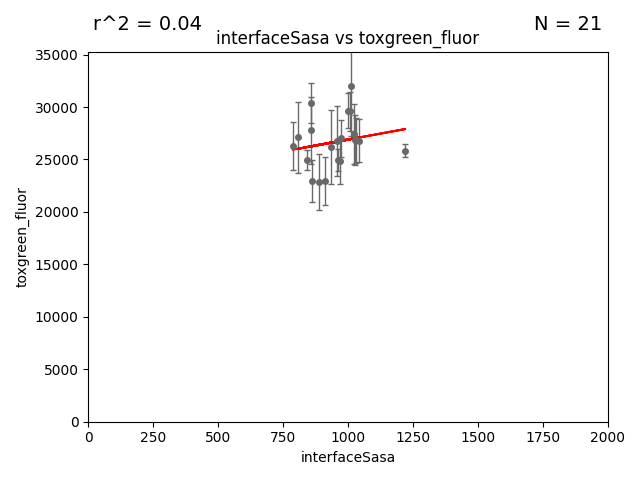 r^2 = 0.04
N = 21
interfaceSasa vs toxgreen_fluor
35000
30000
25000
20000
15000
10000
5000
0
toxgreen_fluor
0 250 500 750 1000 1250 1500 1750 2000
interfaceSasa